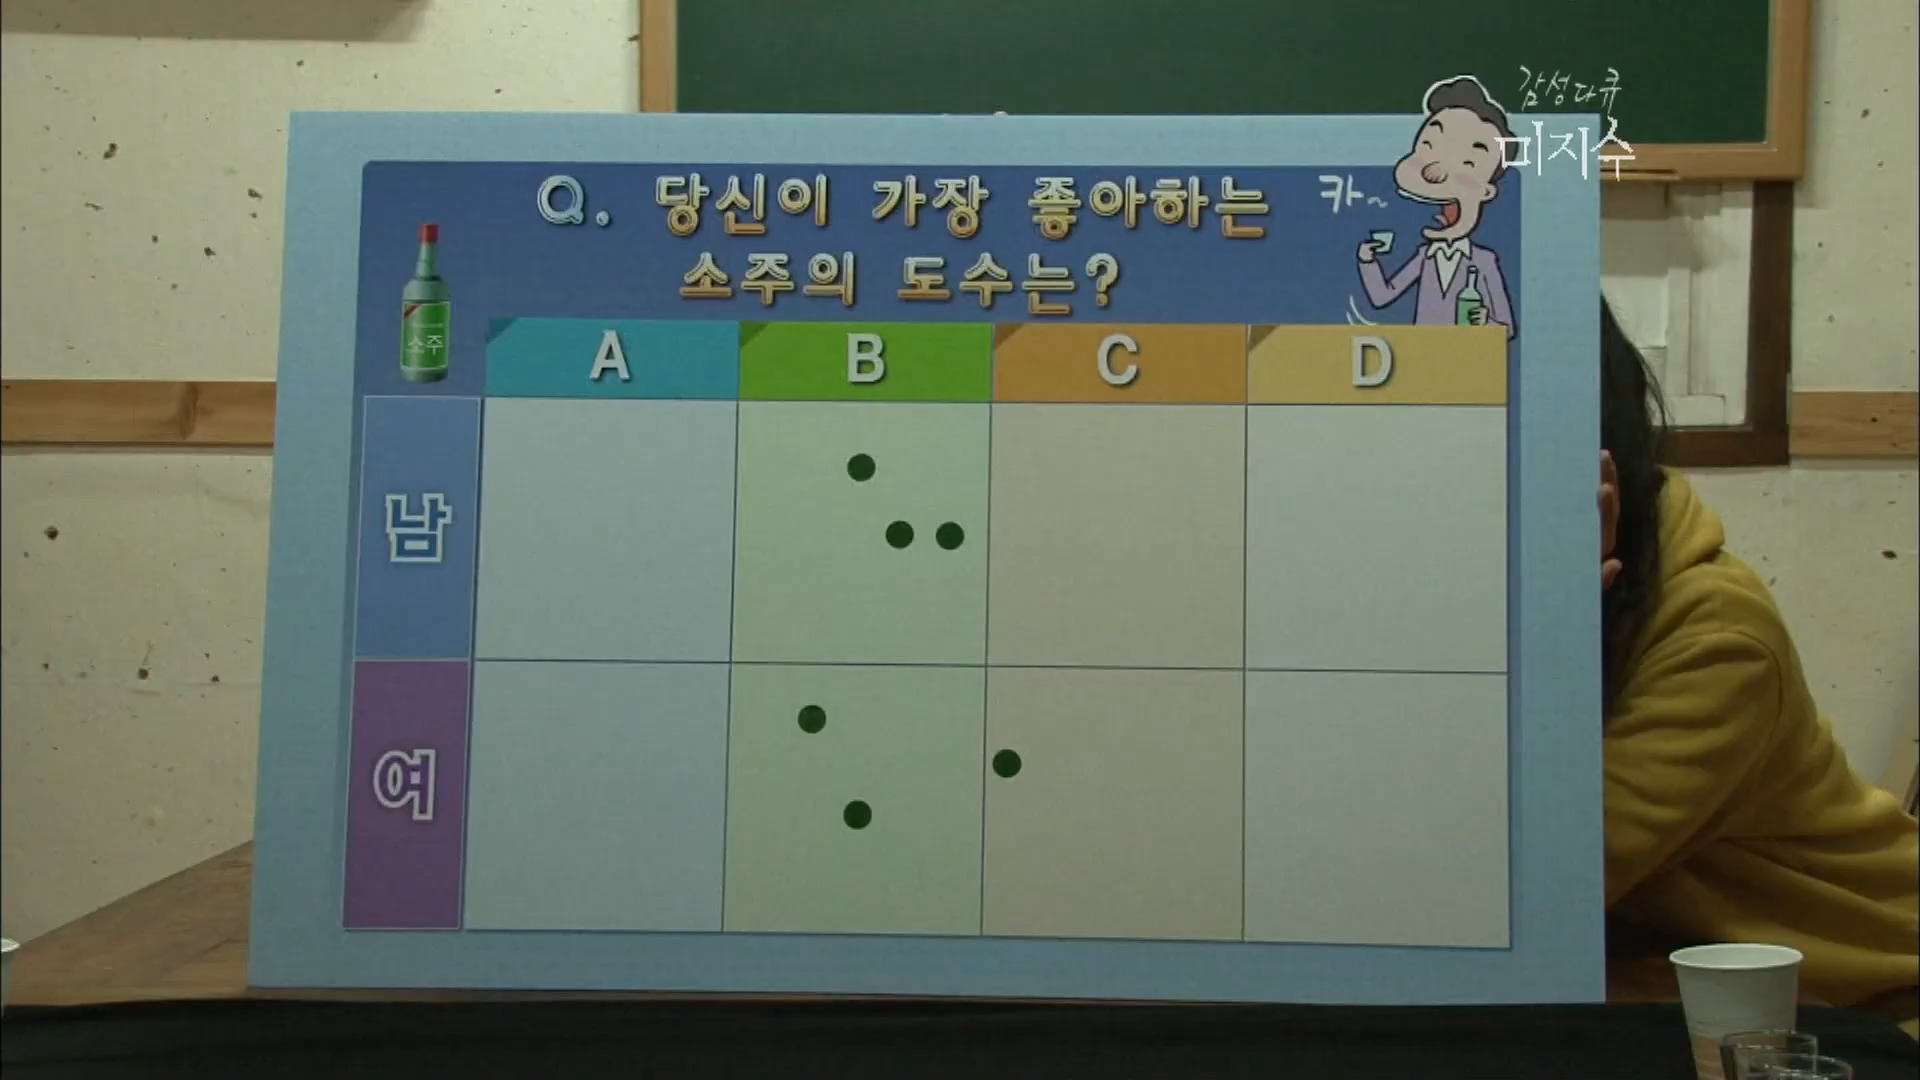 감성다큐
미지수
Q. 당신이 가장 좋아하는
소주의 도수는?
카~
소주
A B C D
남
여